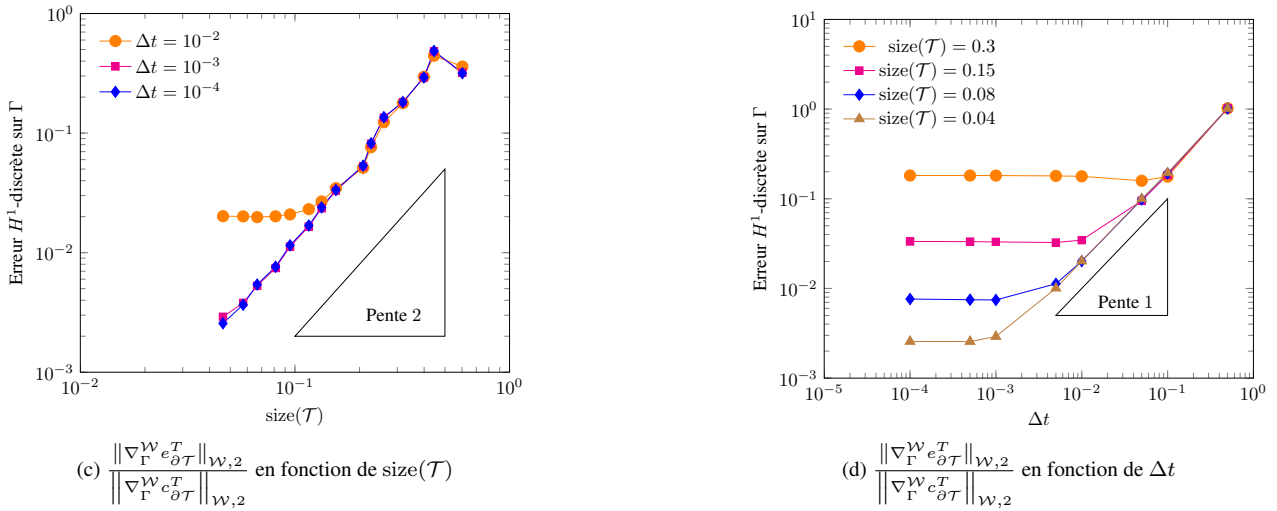 10^0
10^{-1}
10^{-2}
10^{-3}
Erreur H^1-discrète sur Γ
Δt = 10^{-2}
Δt = 10^{-3}
Δt = 10^{-4}
Pente 2
10^{-2}
10^{-1}
10^0
size(𝒯)
(c) ‖∇_Γ^𝒲 e_{∂𝒯}^T‖_{𝒲,2} / ‖∇_Γ^𝒲 c_{∂𝒯}^T‖_{𝒲,2} en fonction de size(𝒯)
10^1
10^0
10^{-1}
10^{-2}
10^{-3}
Erreur H^1-discrète sur Γ
size(𝒯) = 0.3
size(𝒯) = 0.15
size(𝒯) = 0.08
size(𝒯) = 0.04
Pente 1
10^{-5}
10^{-4}
10^{-3}
10^{-2}
10^{-1}
10^0
Δt
(d) ‖∇_Γ^𝒲 e_{∂𝒯}^T‖_{𝒲,2} / ‖∇_Γ^𝒲 c_{∂𝒯}^T‖_{𝒲,2} en fonction de Δt